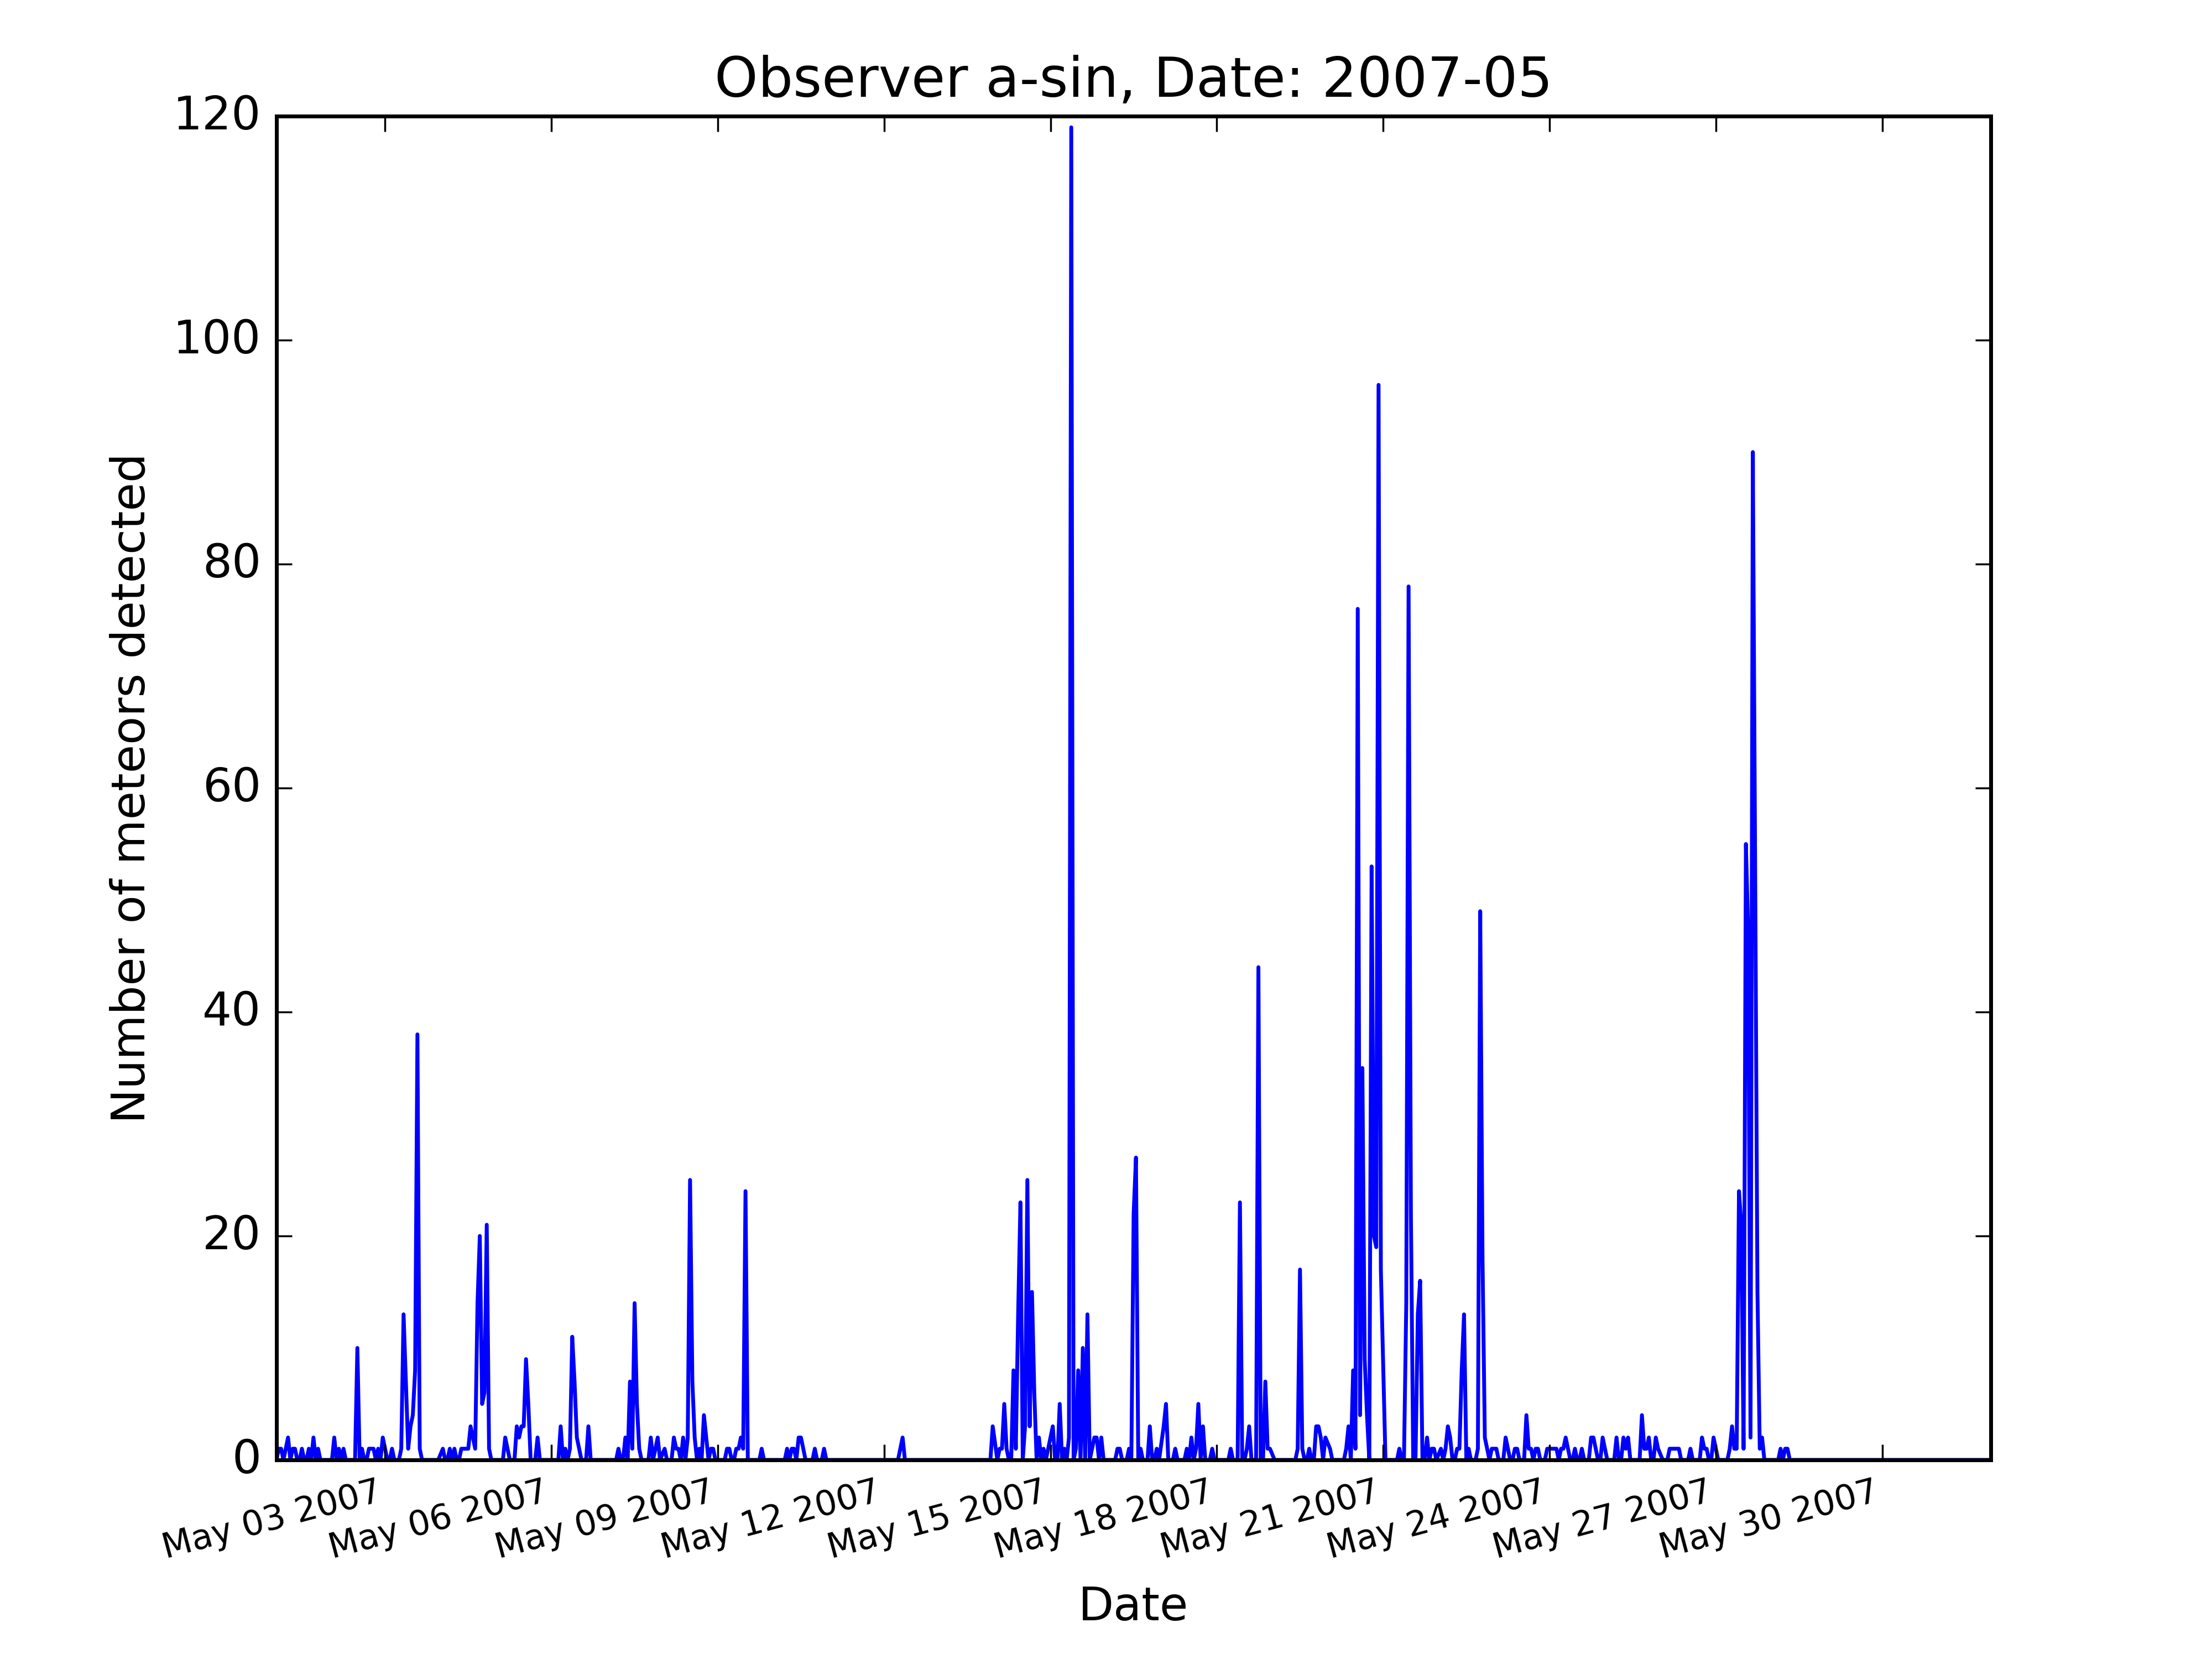 Observer a-sin, Date: 2007-05
120
100
80
60
40
20
0
Number of meteors detected
May 03 2007
May 06 2007
May 09 2007
May 12 2007
May 15 2007
May 18 2007
May 21 2007
May 24 2007
May 27 2007
May 30 2007
Date